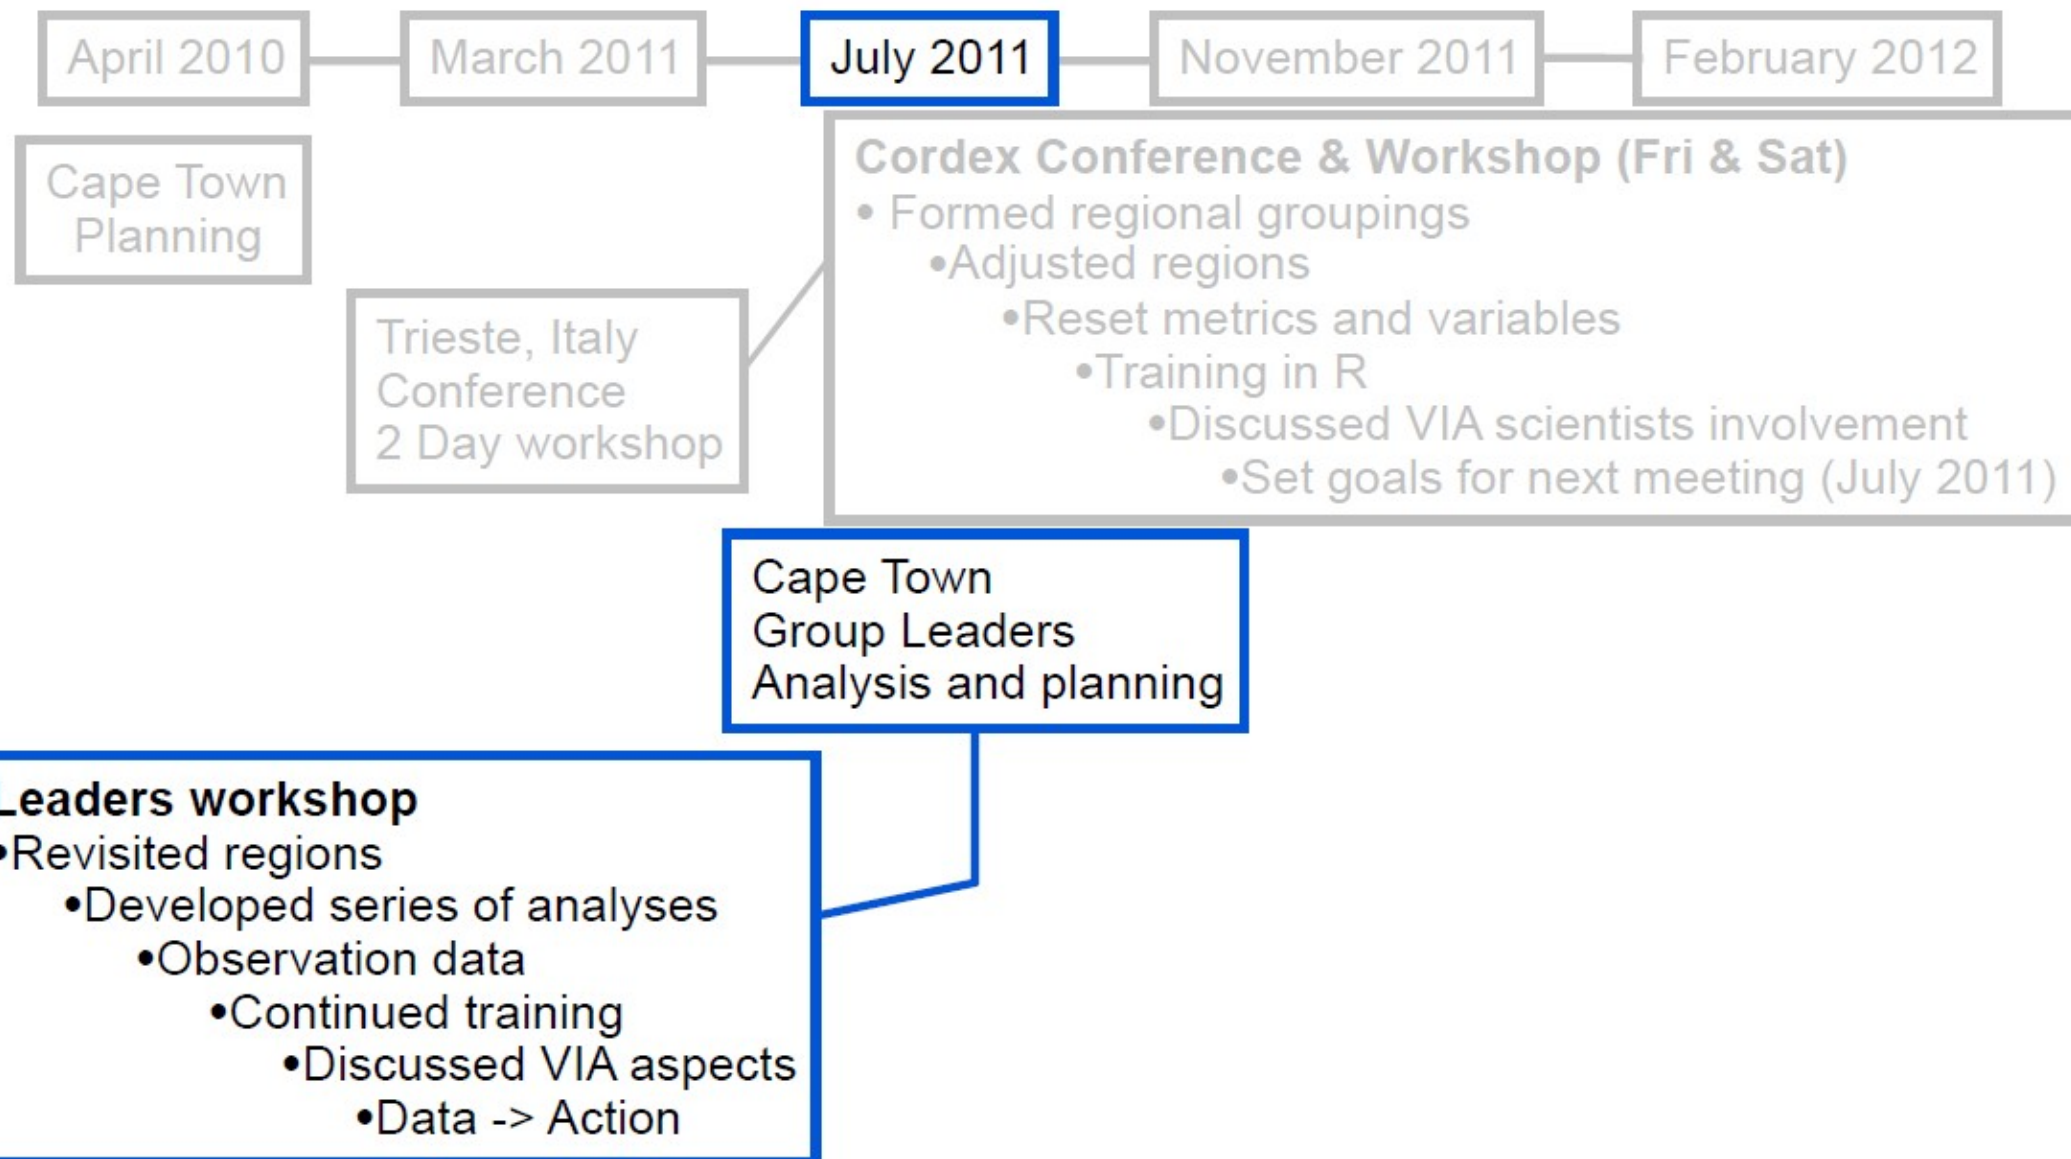 April 2010
March 2011
July 2011
November 2011
February 2012
Cape Town
Planning
Trieste, Italy
Conference
2 Day workshop
Cordex Conference & Workshop (Fri & Sat)
• Formed regional groupings
•Adjusted regions
•Reset metrics and variables
•Training in R
•Discussed VIA scientists involvement
•Set goals for next meeting (July 2011)
Cape Town
Group Leaders
Analysis and planning
Leaders workshop
•Revisited regions
•Developed series of analyses
•Observation data
•Continued training
•Discussed VIA aspects
•Data -> Action